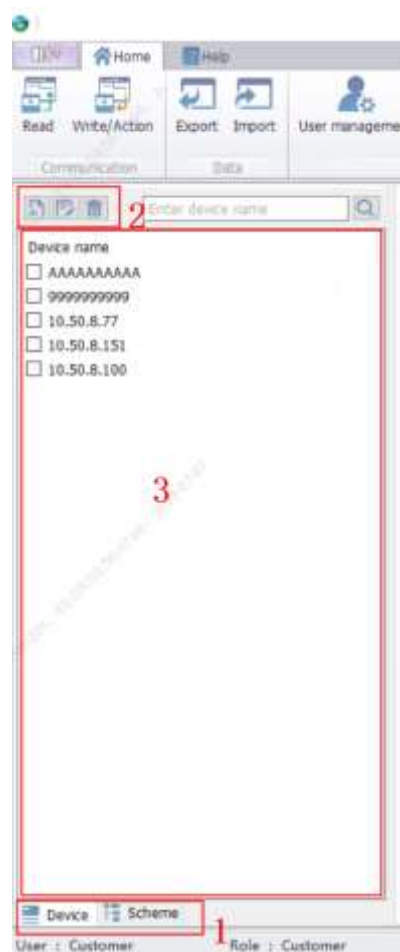 Home
Help
Read Write/Action Export Import User manageme
Communication Data
2 Enter device name
Device name
AAAAAAAAAA
9999999999
10.50.8.77
10.50.8.151
10.50.8.100
3
Device Scheme
1
User : Customer Role : Customer